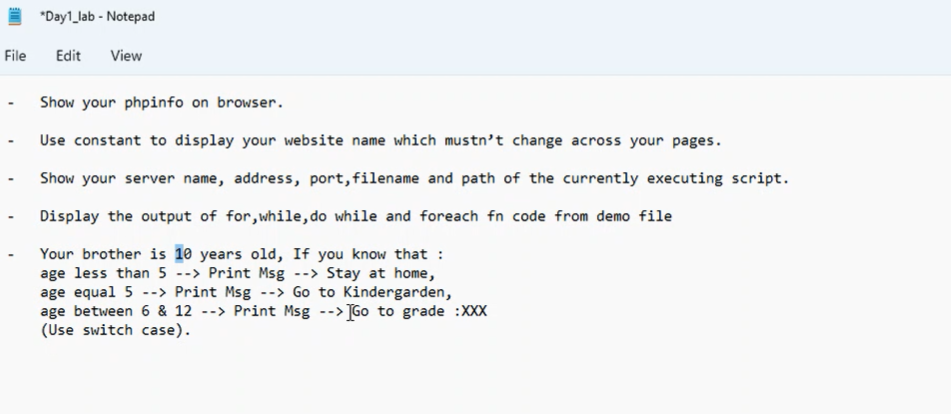 *Day1_lab - Notepad
File Edit View
- Show your phpinfo on browser.
- Use constant to display your website name which mustn’t change across your pages.
- Show your server name, address, port,filename and path of the currently executing script.
- Display the output of for,while,do while and foreach fn code from demo file
- Your brother is 10 years old, If you know that :
age less than 5 --> Print Msg --> Stay at home,
age equal 5 --> Print Msg --> Go to Kindergarden,
age between 6 & 12 --> Print Msg --> Go to grade :XXX
(Use switch case).